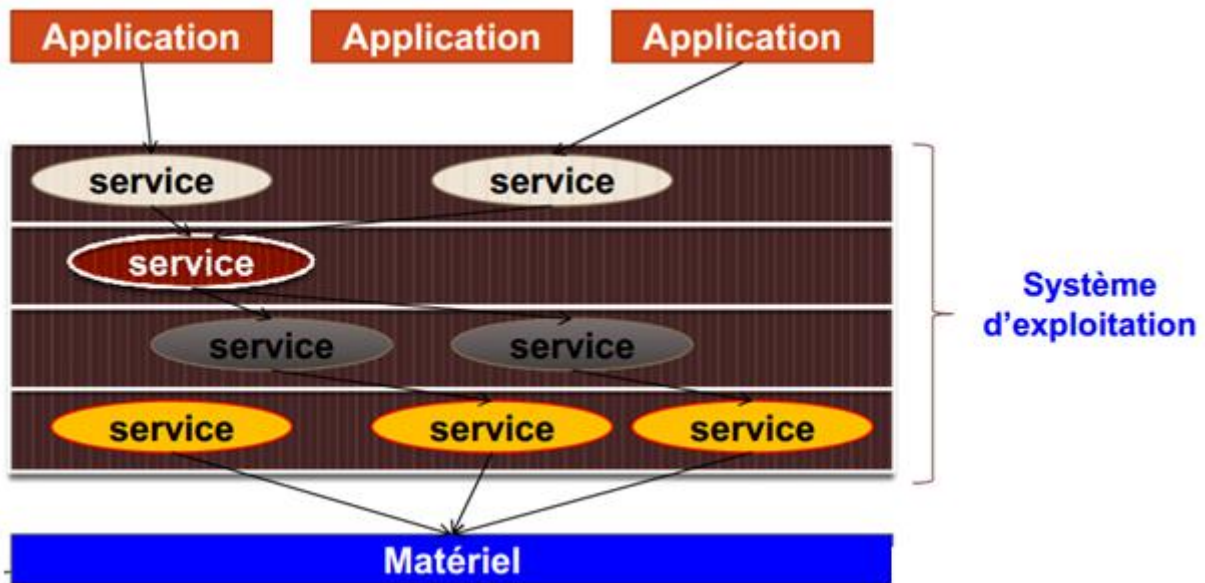 Application Application Application
service service
service
Système
d'exploitation
service service
service service service
Matériel